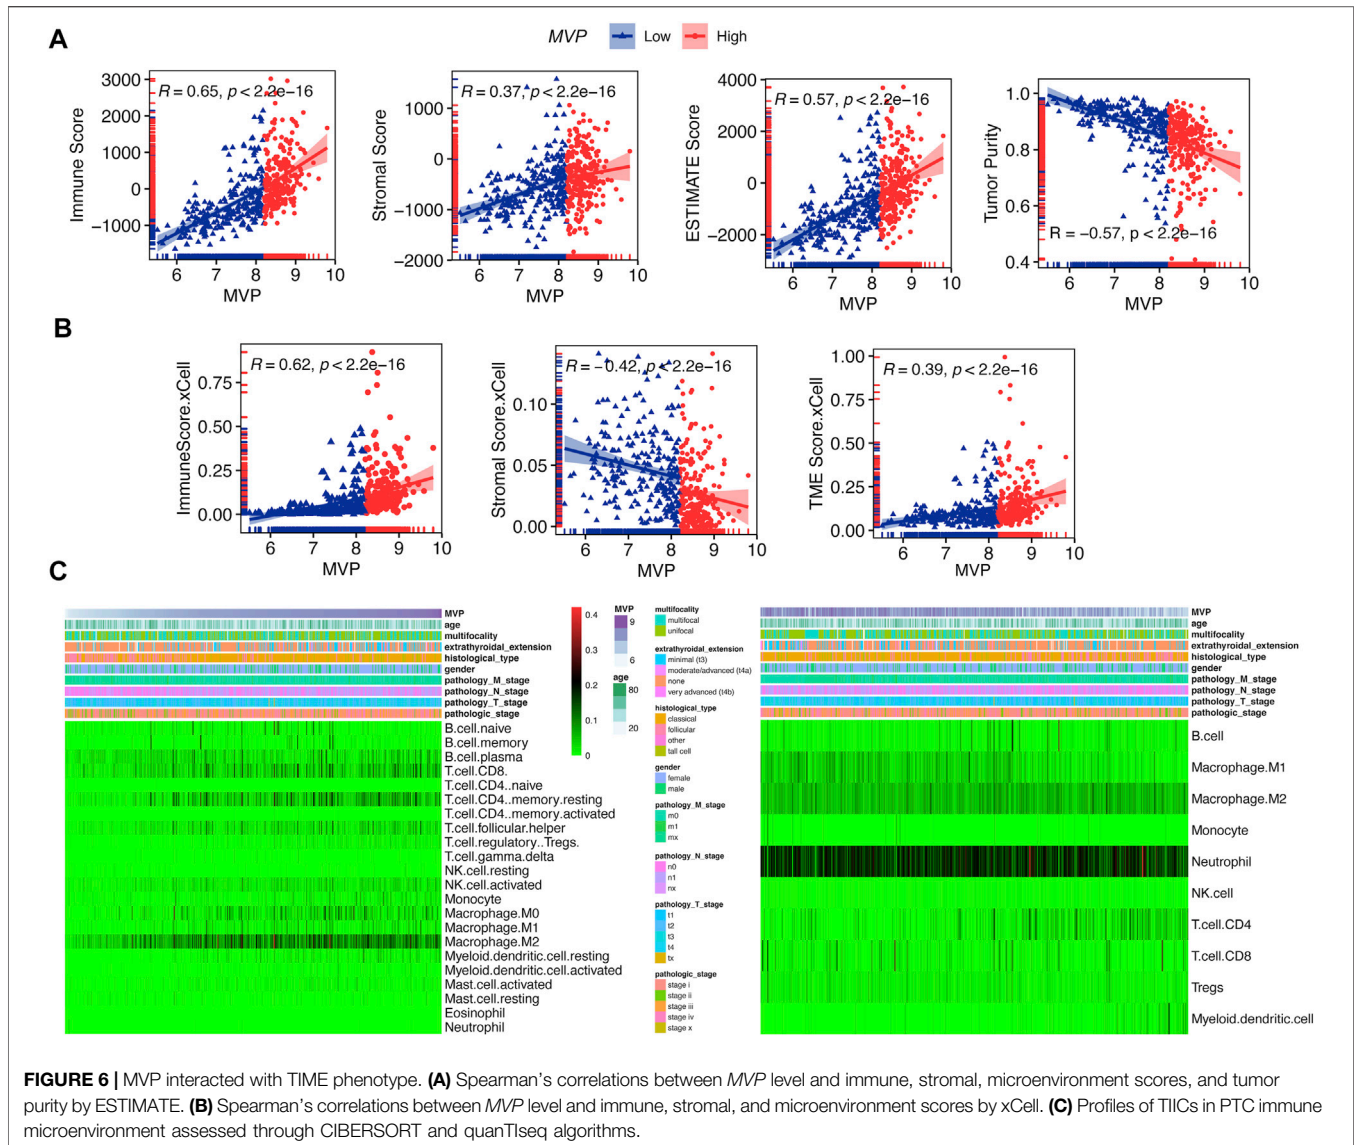 A
MVP Low High
R = 0.65, p < 2.2e−16
Immune Score
3000
2000
1000
0
−1000
6 7 8 9 10
MVP
R = 0.37, p < 2.2e−16
Stromal Score
1000
0
−1000
−2000
6 7 8 9 10
MVP
R = 0.57, p < 2.2e−16
ESTIMATE Score
4000
2000
0
−2000
6 7 8 9 10
MVP
R = −0.57, p < 2.2e−16
Tumor Purity
1.0
0.8
0.6
0.4
6 7 8 9 10
MVP
B
R = 0.62, p < 2.2e−16
ImmuneScore.xCell
0.75
0.50
0.25
0.00
6 7 8 9 10
MVP
R = −0.42, p < 2.2e−16
Stromal Score.xCell
0.10
0.05
0.00
6 7 8 9 10
MVP
R = 0.39, p < 2.2e−16
TME Score.xCell
1.00
0.75
0.50
0.25
0.00
6 7 8 9 10
MVP
C
MVP
age
multifocality
extrathyroidal_extension
histological_type
gender
pathology_M_stage
pathology_N_stage
pathology_T_stage
pathologic_stage
B.cell.naive
B.cell.memory
B.cell.plasma
T.cell.CD8.
T.cell.CD4..naive
T.cell.CD4..memory.resting
T.cell.CD4..memory.activated
T.cell.follicular.helper
T.cell.regulatory..Tregs.
T.cell.gamma.delta
NK.cell.resting
NK.cell.activated
Monocyte
Macrophage.M0
Macrophage.M1
Macrophage.M2
Myeloid.dendritic.cell.resting
Myeloid.dendritic.cell.activated
Mast.cell.activated
Mast.cell.resting
Eosinophil
Neutrophil
0.4
0.3
0.2
0.1
0
MVP
9
6
age
80
20
multifocality
multifocal
unifocal
extrathyroidal_extension
minimal (t3)
moderate/advanced (t4a)
none
very advanced (t4b)
histological_type
classical
follicular
other
tall cell
gender
female
male
pathology_M_stage
m0
m1
mx
pathology_N_stage
n0
n1
nx
pathology_T_stage
t1
t2
t3
t4
tx
pathologic_stage
stage i
stage ii
stage iii
stage iv
stage x
MVP
age
multifocality
extrathyroidal_extension
histological_type
gender
pathology_M_stage
pathology_N_stage
pathology_T_stage
pathologic_stage
B.cell
Macrophage.M1
Macrophage.M2
Monocyte
Neutrophil
NK.cell
T.cell.CD4
T.cell.CD8
Tregs
Myeloid.dendritic.cell
FIGURE 6 | MVP interacted with TIME phenotype. (A) Spearman's correlations between MVP level and immune, stromal, microenvironment scores, and tumor
purity by ESTIMATE. (B) Spearman's correlations between MVP level and immune, stromal, and microenvironment scores by xCell. (C) Profiles of TIICs in PTC immune
microenvironment assessed through CIBERSORT and quanTIseq algorithms.